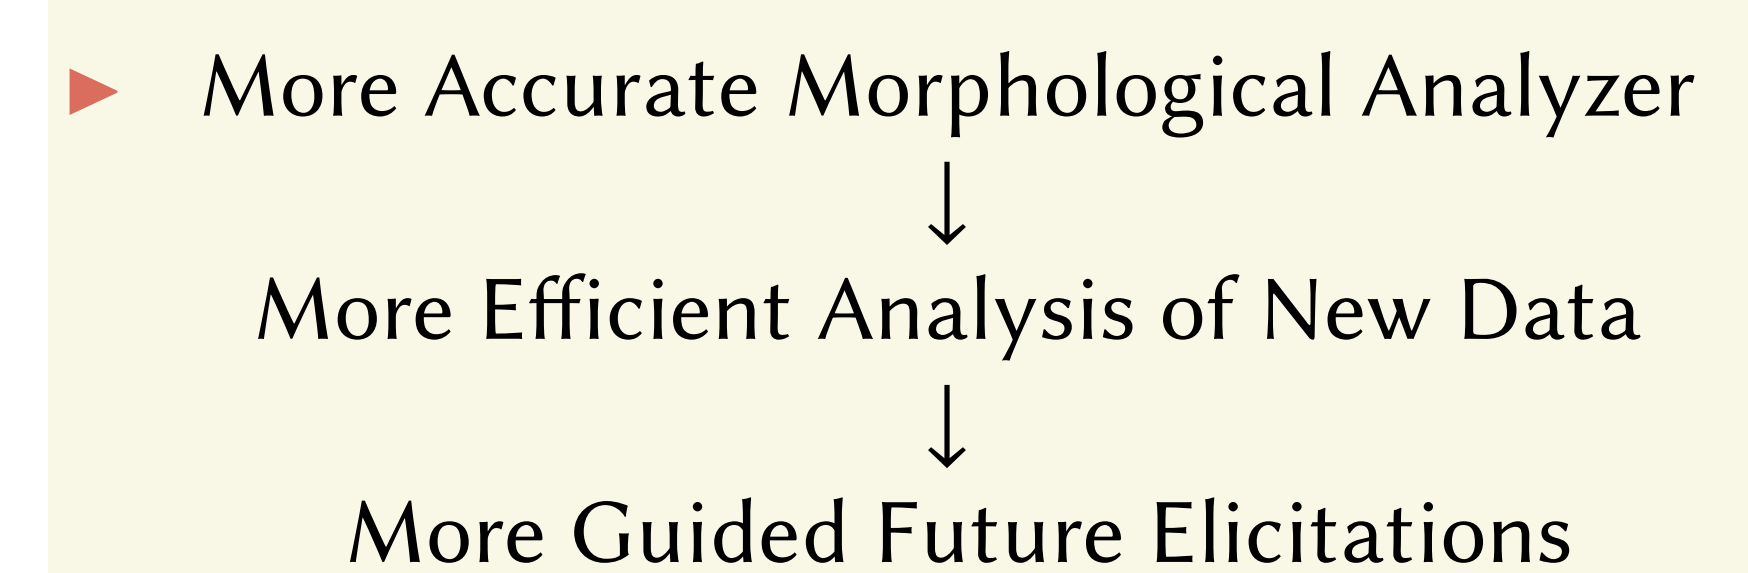 More Accurate Morphological Analyzer
↓
More Efficient Analysis of New Data
↓
More Guided Future Elicitations